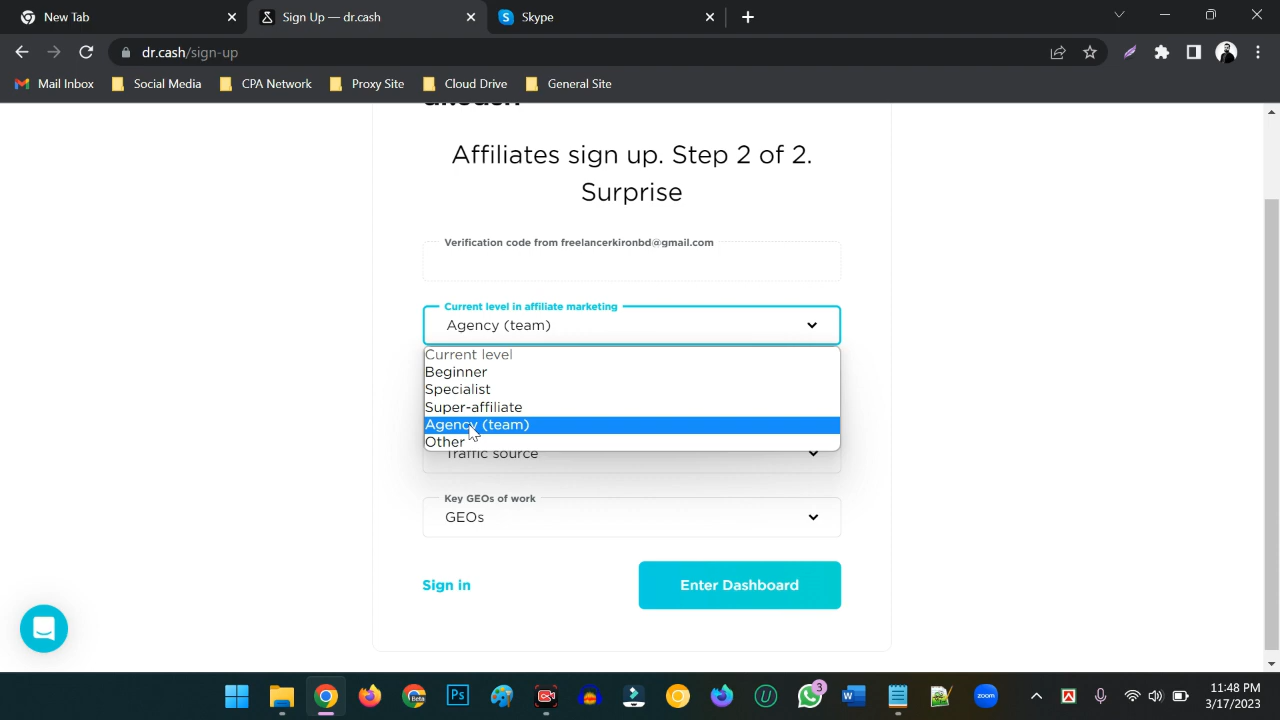 New Tab
Sign Up — dr.cash
Skype
dr.cash/sign-up
Mail Inbox
Social Media
CPA Network
Proxy Site
Cloud Drive
General Site
Affiliates sign up. Step 2 of 2.
Surprise
Verification code from freelancerkironbd@gmail.com
Current level in affiliate marketing
Agency (team)
Current level
Beginner
Specialist
Super-affiliate
Agency (team)
Other
Traffic source
Key GEOs of work
GEOs
Sign in
Enter Dashboard
Beta
Ps
3
W
zoom
A
11:48 PM
3/17/2023